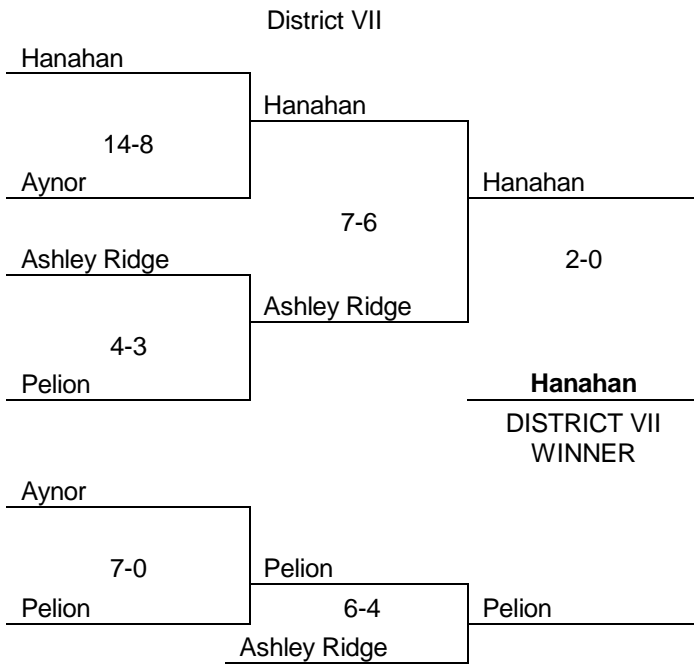 District VII
Hanahan
Hanahan
14-8
Aynor
Hanahan
7-6
Ashley Ridge
2-0
Ashley Ridge
4-3
Pelion
Hanahan
DISTRICT VII
WINNER
Aynor
7-0
Pelion
Pelion
6-4
Pelion
Ashley Ridge